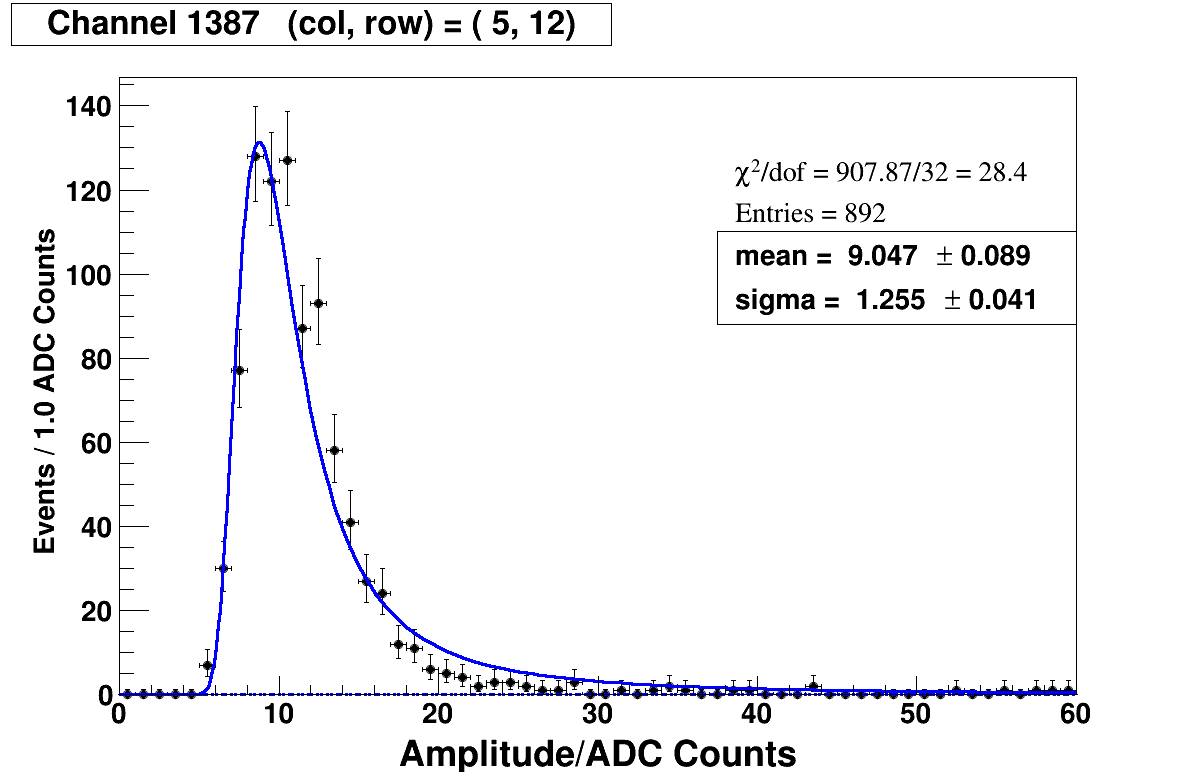 Channel 1387 (col, row) = ( 5, 12)
χ²/dof = 907.87/32 = 28.4
Entries = 892
mean = 9.047 ± 0.089
sigma = 1.255 ± 0.041
Events / 1.0 ADC Counts
140
120
100
80
60
40
20
0
0 10 20 30 40 50 60
Amplitude/ADC Counts